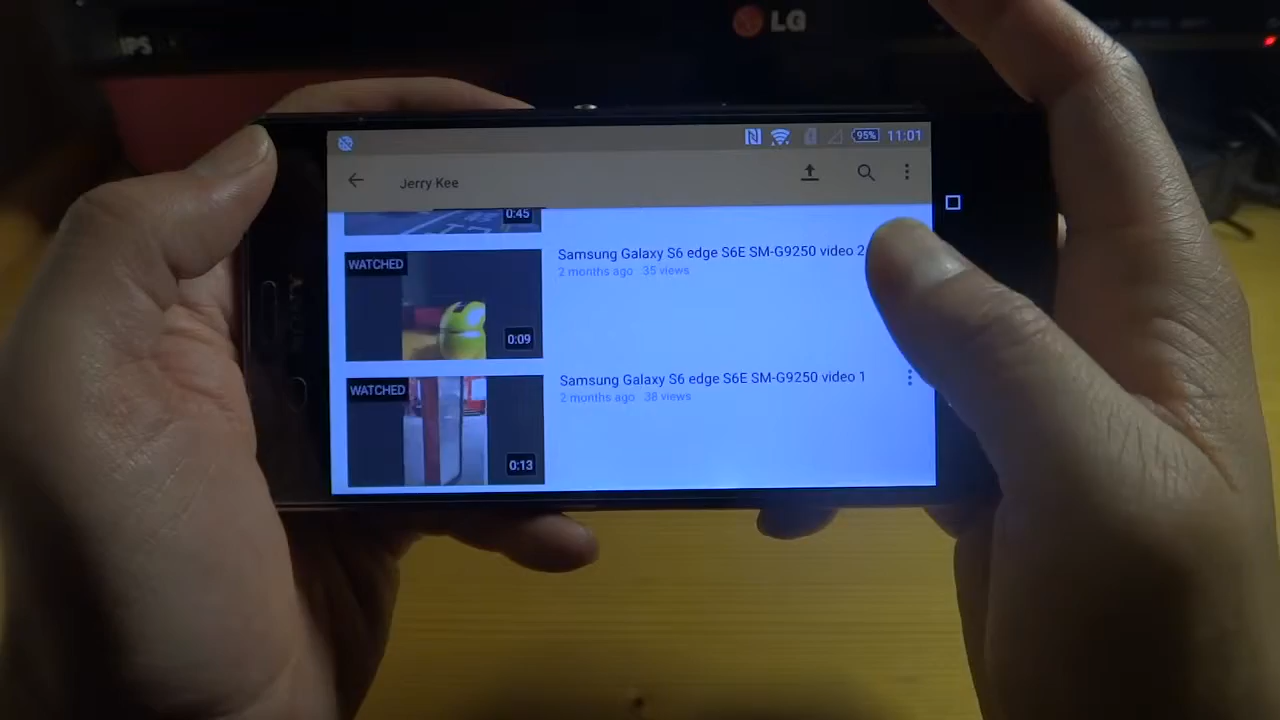 IPS
LG
95% 11:01
Jerry Kee
0:45
WATCHED
0:09
Samsung Galaxy S6 edge S6E SM-G9250 video 2
2 months ago 35 views
WATCHED
0:13
Samsung Galaxy S6 edge S6E SM-G9250 video 1
2 months ago 38 views